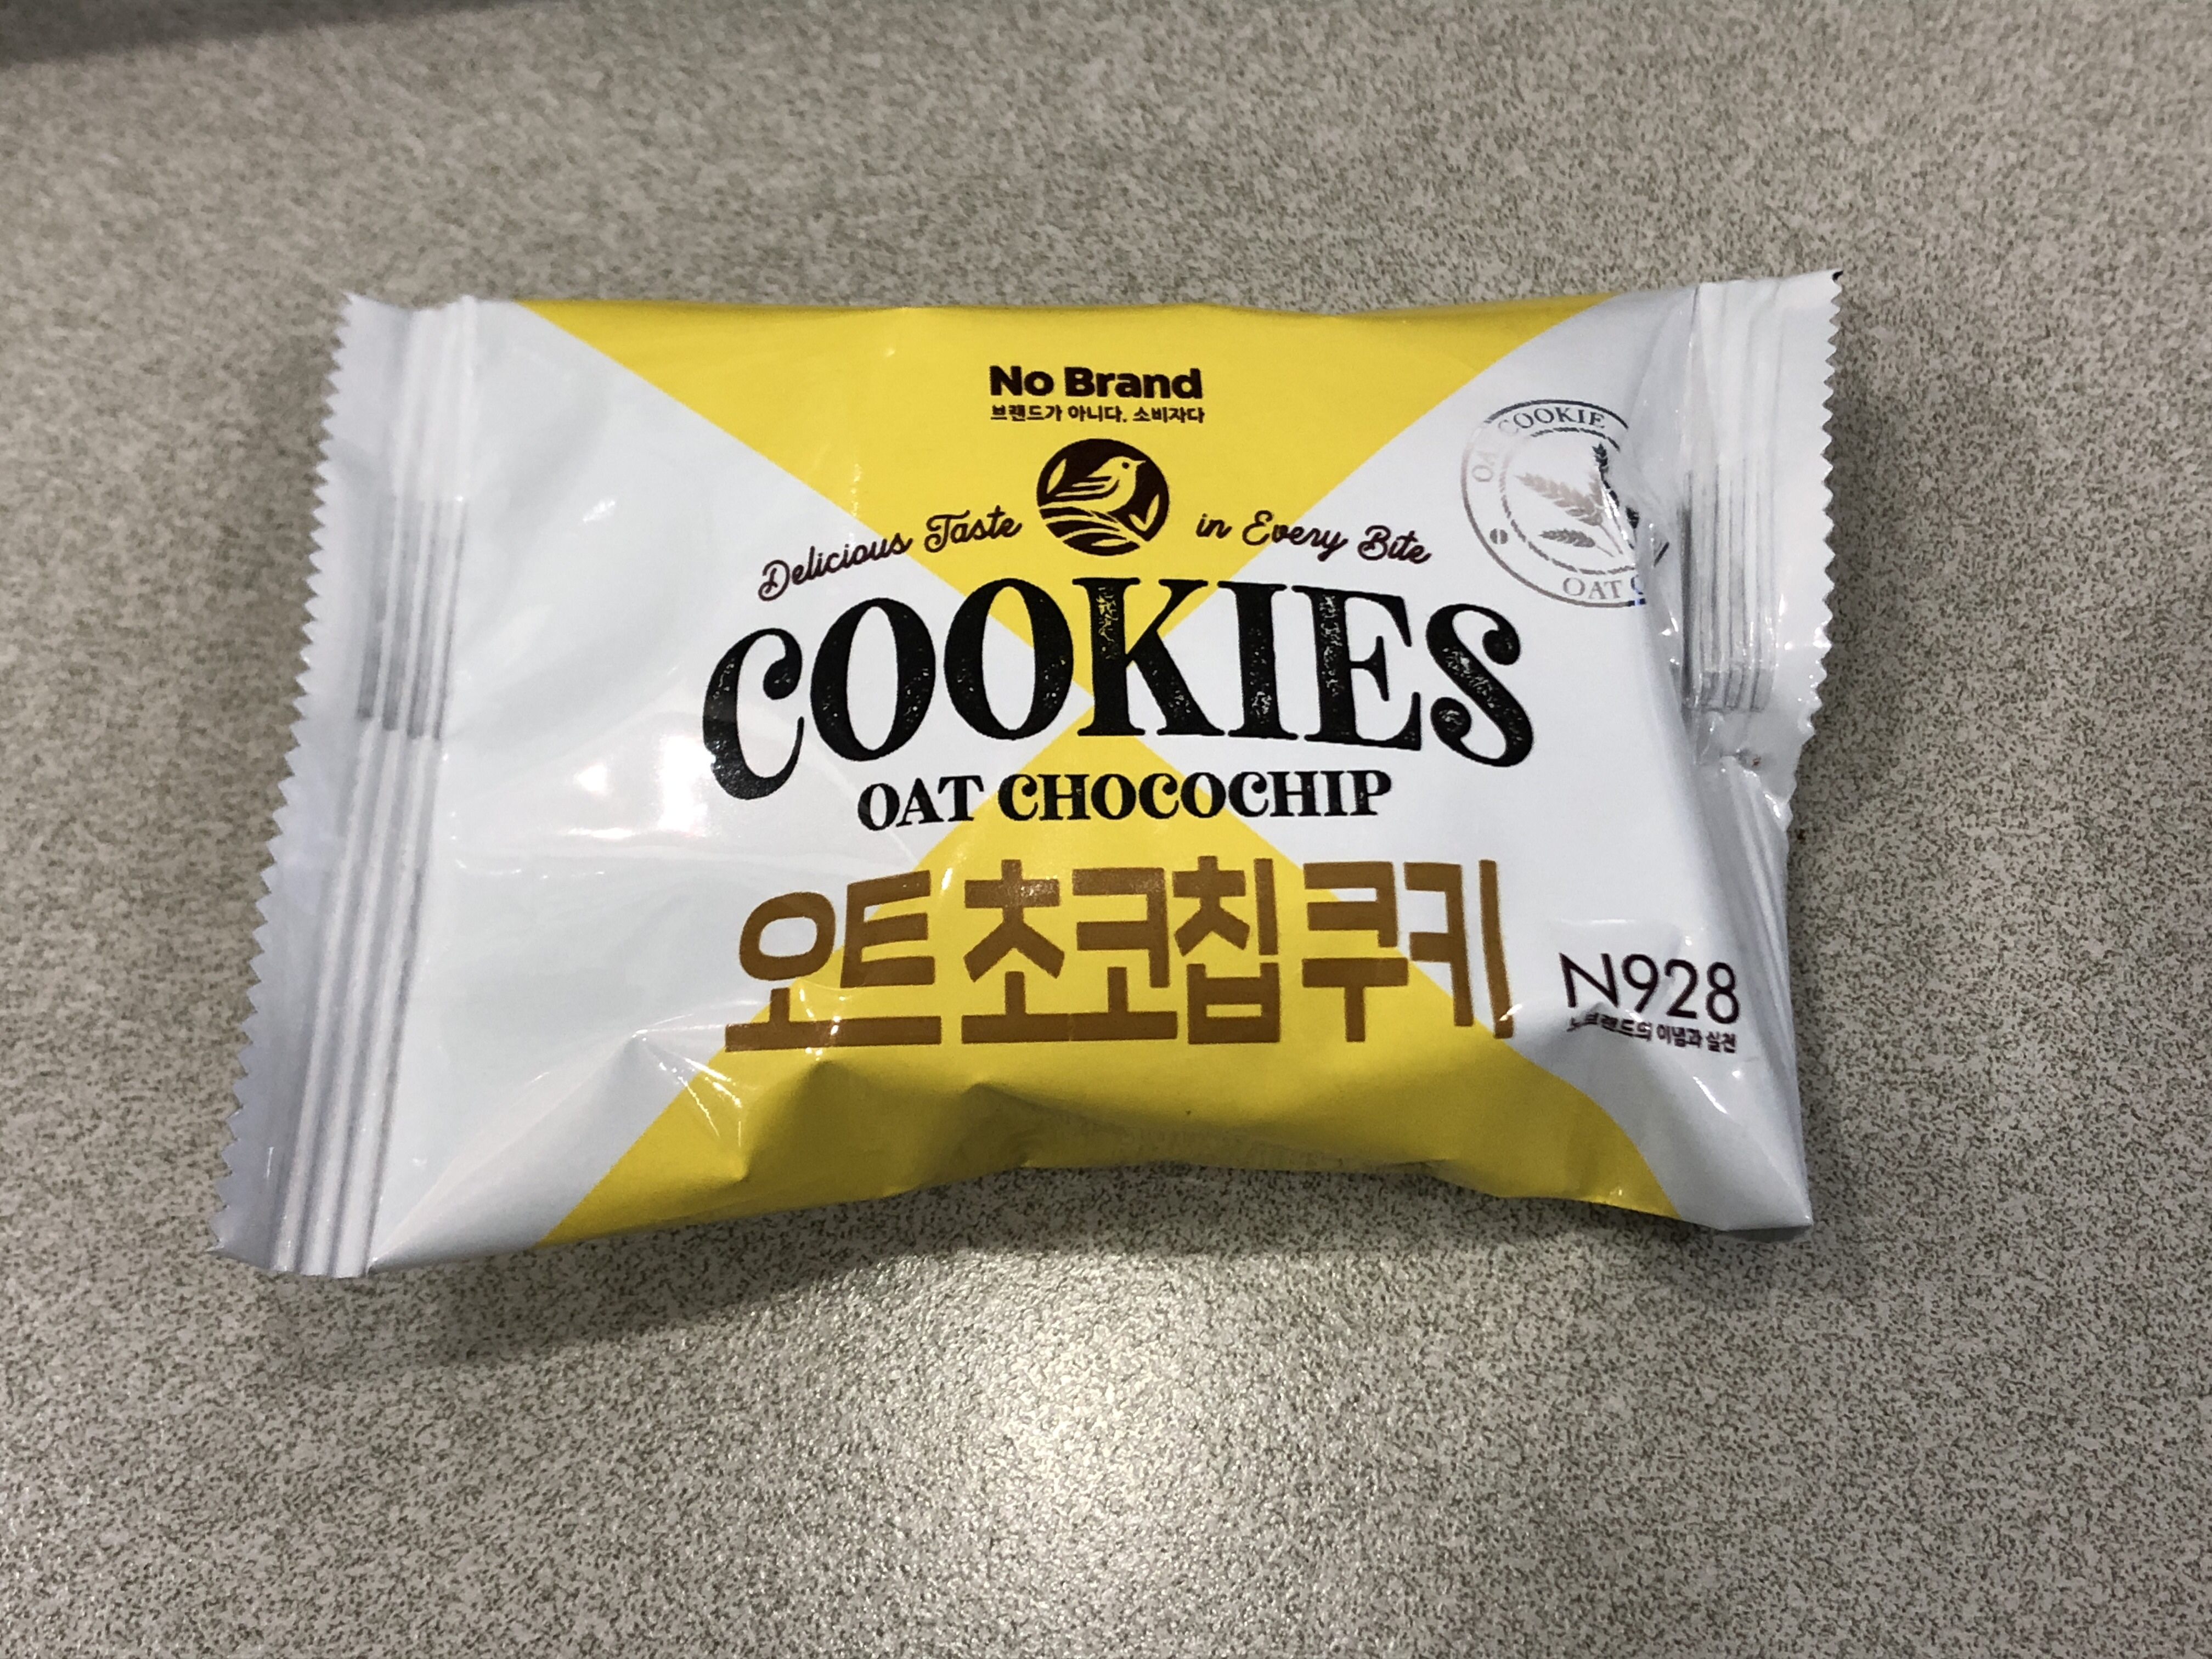 No Brand
브랜드가 아니다. 소비자다
Delicious Taste in Every Bite
COOKIES
OAT CHOCOCHIP
오트 초코칩 쿠키
COOKIE
OAT
N928
노브랜드의 이념과 실천